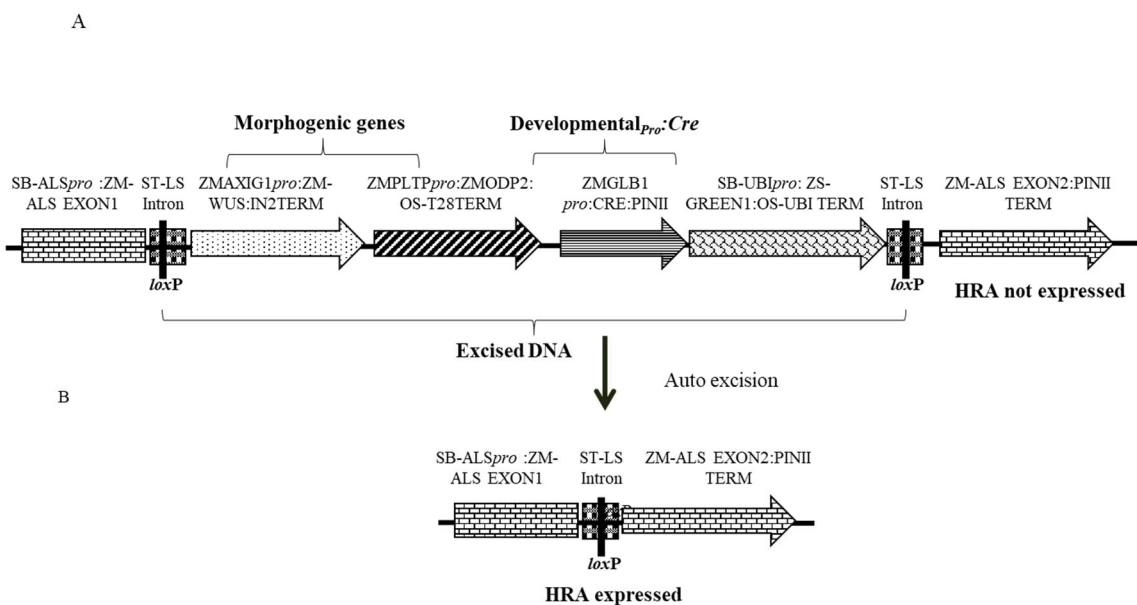 A
Morphogenic genes
DevelopmentalPro:Cre
SB-ALSpro :ZM-
ALS EXON1
ST-LS
Intron
ZMAXIG1pro:ZM-
WUS:IN2TERM
ZMPLTPpro:ZMODP2:
OS-T28TERM
ZMGLB1
pro:CRE:PINII
SB-UBIpro: ZS-
GREEN1:OS-UBI TERM
ST-LS
Intron
ZM-ALS EXON2:PINII
TERM
loxP
loxP
HRA not expressed
Excised DNA
Auto excision
B
SB-ALSpro :ZM-
ALS EXON1
ST-LS
Intron
ZM-ALS EXON2:PINII
TERM
loxP
HRA expressed